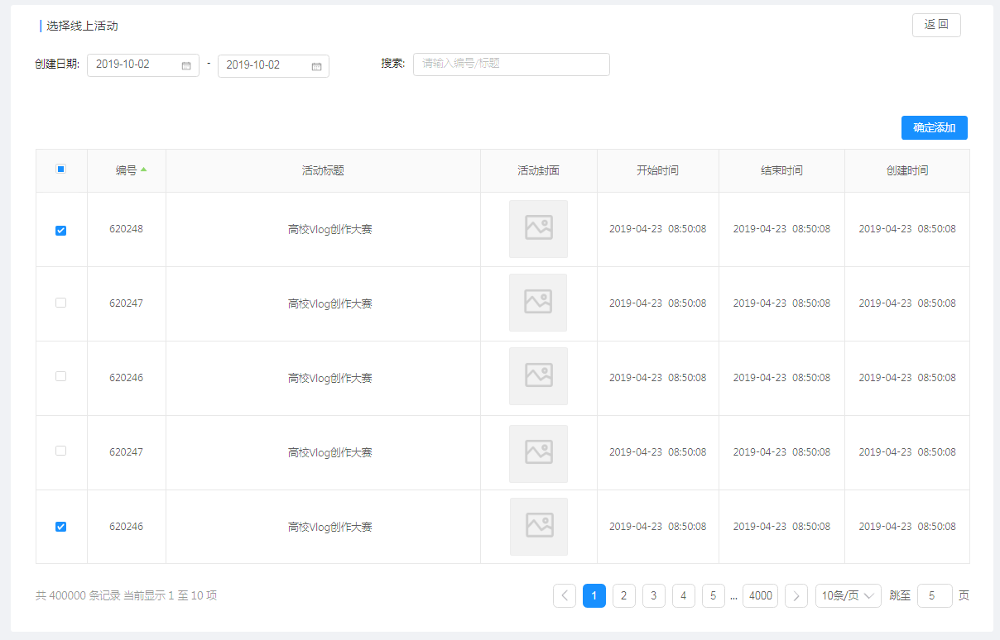 选择线上活动 返 回
创建日期: 2019-10-02 - 2019-10-02 搜索: 请输入编号/标题
确定添加
编号 活动标题 活动封面 开始时间 结束时间 创建时间
620248 高校Vlog创作大赛 2019-04-23 08:50:08 2019-04-23 08:50:08 2019-04-23 08:50:08
620247 高校Vlog创作大赛 2019-04-23 08:50:08 2019-04-23 08:50:08 2019-04-23 08:50:08
620246 高校Vlog创作大赛 2019-04-23 08:50:08 2019-04-23 08:50:08 2019-04-23 08:50:08
620247 高校Vlog创作大赛 2019-04-23 08:50:08 2019-04-23 08:50:08 2019-04-23 08:50:08
620246 高校Vlog创作大赛 2019-04-23 08:50:08 2019-04-23 08:50:08 2019-04-23 08:50:08
共 400000 条记录 当前显示 1 至 10 项 1 2 3 4 5 ... 4000 10条/页 跳至 5 页